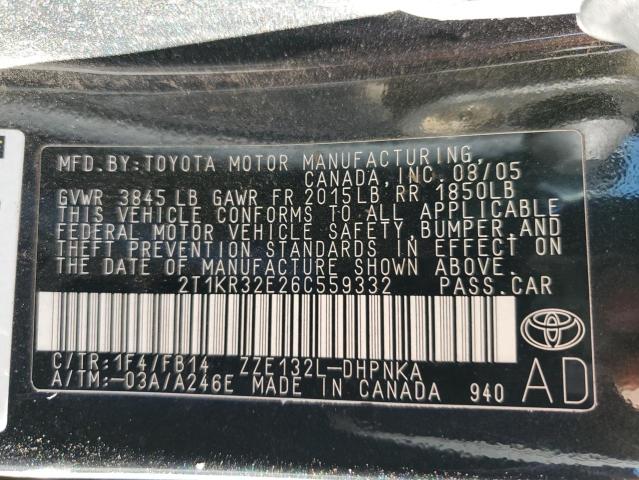 MFD.BY:TOYOTA MOTOR MANUFACTURING,
CANADA, INC. 08/05
GVWR 3845 LB GAWR FR 2015LB RR 1850LB
THIS VEHICLE CONFORMS TO ALL APPLICABLE
FEDERAL MOTOR VEHICLE SAFETY, BUMPER, AND
THEFT PREVENTION STANDARDS IN EFFECT ON
THE DATE OF MANUFACTURE SHOWN ABOVE.
2T1KR32E26C559332 PASS.CAR
C/TR:1F4/FB14 ZZE132L-DHPNKA
A/TM:-03A/A246E MADE IN CANADA 940
AD